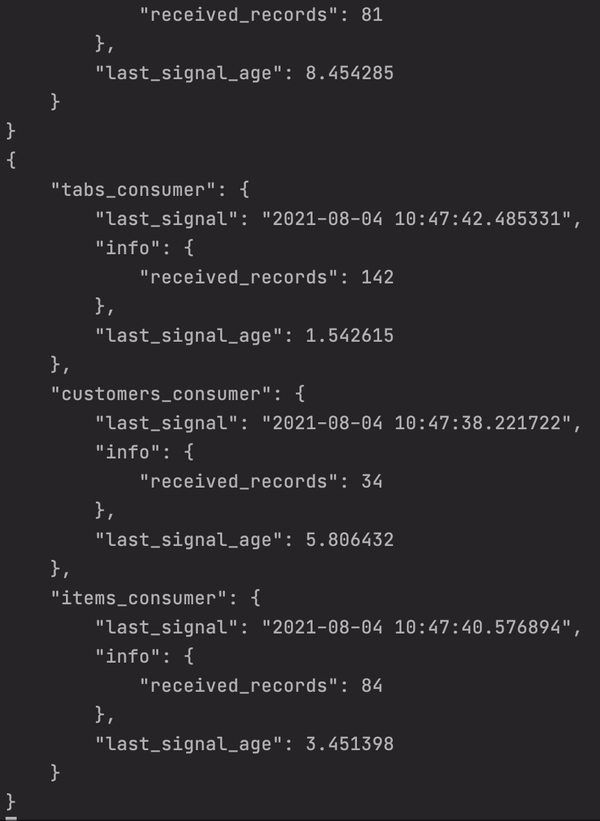 "received_records": 81
        },
        "last_signal_age": 8.454285
    }
}
{
    "tabs_consumer": {
        "last_signal": "2021-08-04 10:47:42.485331",
        "info": {
            "received_records": 142
        },
        "last_signal_age": 1.542615
    },
    "customers_consumer": {
        "last_signal": "2021-08-04 10:47:38.221722",
        "info": {
            "received_records": 34
        },
        "last_signal_age": 5.806432
    },
    "items_consumer": {
        "last_signal": "2021-08-04 10:47:40.576894",
        "info": {
            "received_records": 84
        },
        "last_signal_age": 3.451398
    }
}